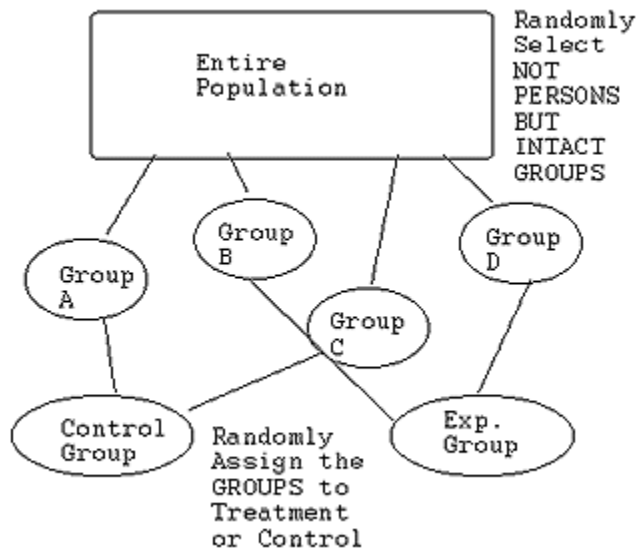 Entire
Population
Randomly
Select
NOT
PERSONS
BUT
INTACT
GROUPS
Group
A
Group
B
Group
C
Group
D
Control
Group
Randomly
Assign the
GROUPS to
Treatment
or Control
Exp.
Group